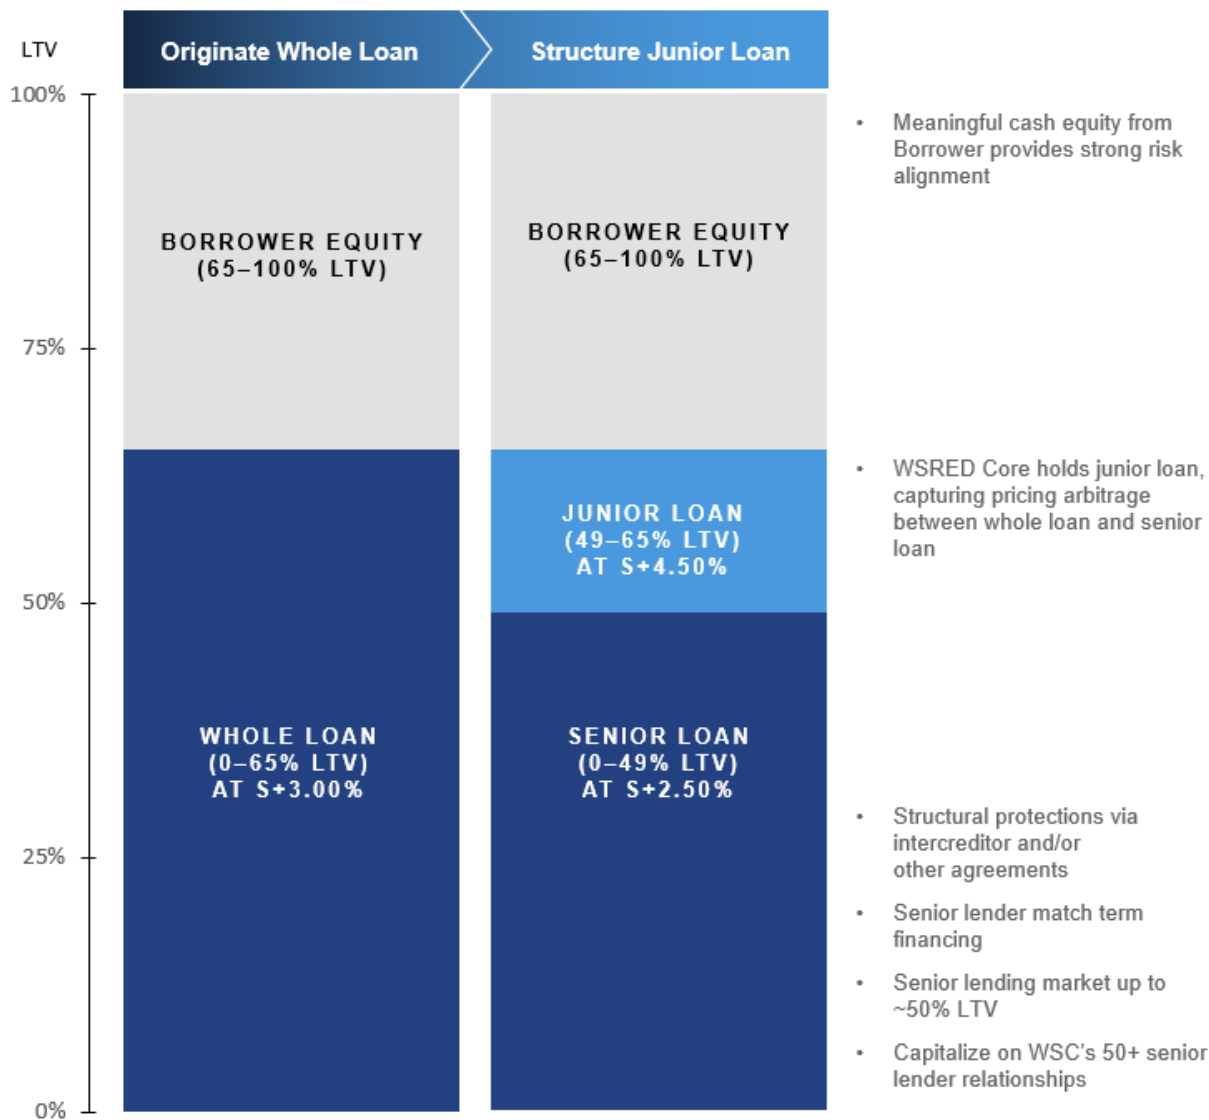 LTV
Originate Whole Loan
Structure Junior Loan
100%
75%
50%
25%
0%
BORROWER EQUITY
(65–100% LTV)
WHOLE LOAN
(0–65% LTV)
AT S+3.00%
BORROWER EQUITY
(65–100% LTV)
JUNIOR LOAN
(49–65% LTV)
AT S+4.50%
SENIOR LOAN
(0–49% LTV)
AT S+2.50%
• Meaningful cash equity from
Borrower provides strong risk
alignment
• WSRED Core holds junior loan,
capturing pricing arbitrage
between whole loan and senior
loan
• Structural protections via
intercreditor and/or
other agreements
• Senior lender match term
financing
• Senior lending market up to
~50% LTV
• Capitalize on WSC's 50+ senior
lender relationships